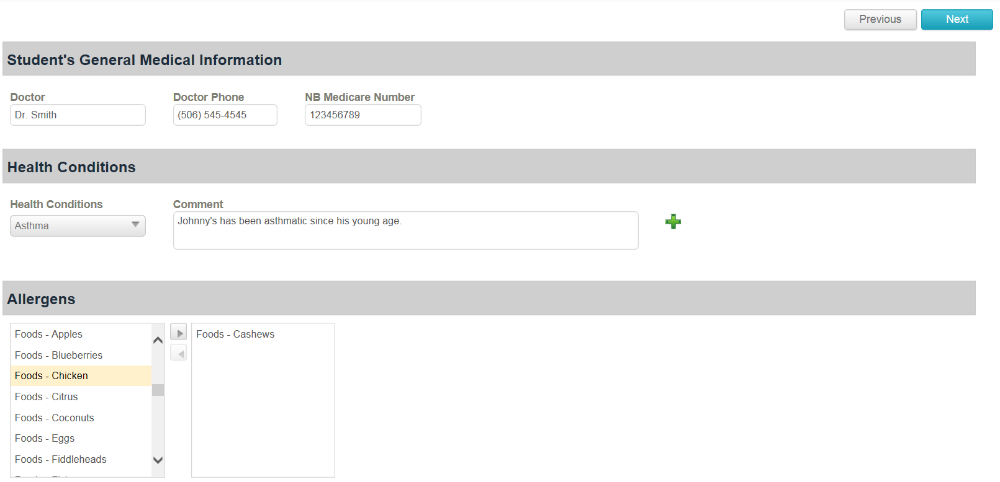 Previous
Next
Student's General Medical Information
Doctor
Doctor Phone
NB Medicare Number
Dr. Smith
(506) 545-4545
123456789
Health Conditions
Health Conditions
Comment
Asthma
Johnny's has been asthmatic since his young age.
Allergens
Foods - Apples
Foods - Blueberries
Foods - Chicken
Foods - Citrus
Foods - Coconuts
Foods - Eggs
Foods - Fiddleheads
Foods - Cashews